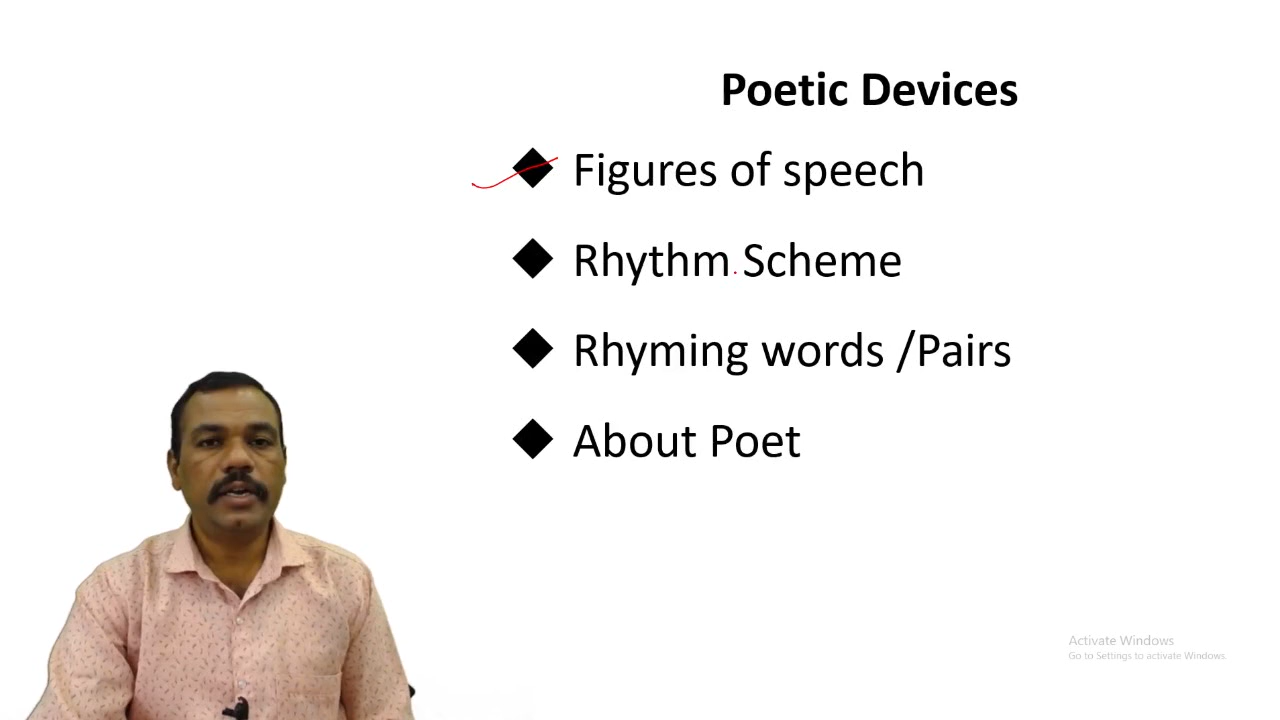 Poetic Devices
Figures of speech
Rhythm Scheme
Rhyming words /Pairs
About Poet
Activate Windows
Go to Settings to activate Windows.